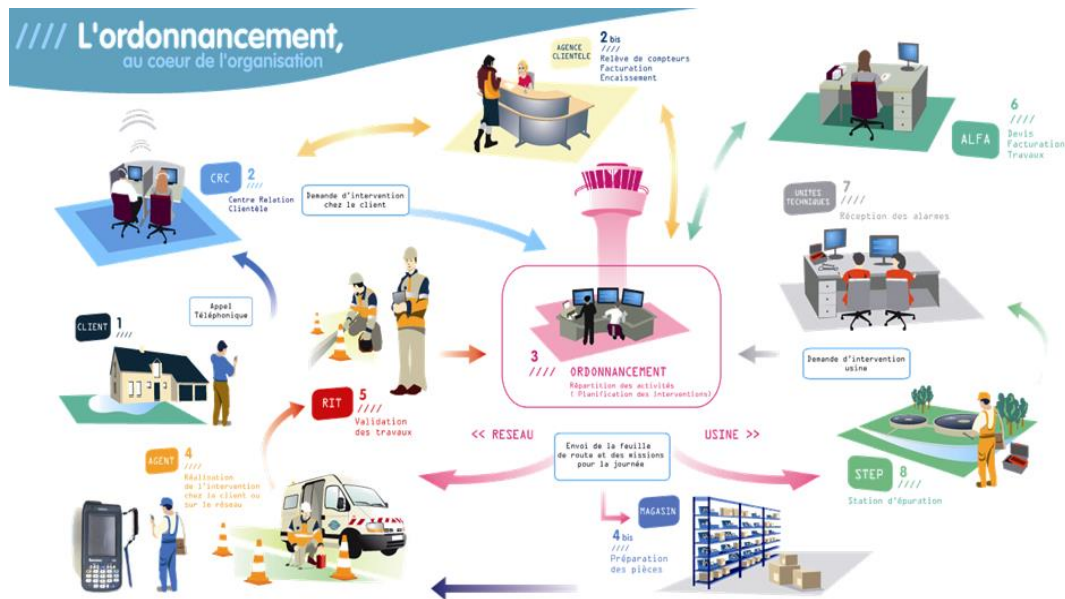 //// L'ordonnancement,
au coeur de l'organisation
AGENCE
CLIENTELE
2 bis
////
Relève de compteurs
Facturation
Encaissement
6
////
ALFA
Devis
Facturation
Travaux
CRC
2
////
Centre Relation
Clientèle
Demande d'intervention
chez le client
UNITES
TECHNIQUES
7
////
Réception des alarmes
Appel
Téléphonique
CLIENT
1
////
3
////
ORDONNANCEMENT
Répartition des activités
( Planification des interventions)
Demande d'intervention
usine
RIT
5
////
Validation
des travaux
<< RESEAU
USINE >>
Envoi de la feuille
de route et des missions
pour la journée
AGENT
4
////
Réalisation
de l'intervention
chez le client ou
sur le réseau
STEP
8
////
Station d'épuration
MAGASIN
4 bis
////
Préparation
des pièces